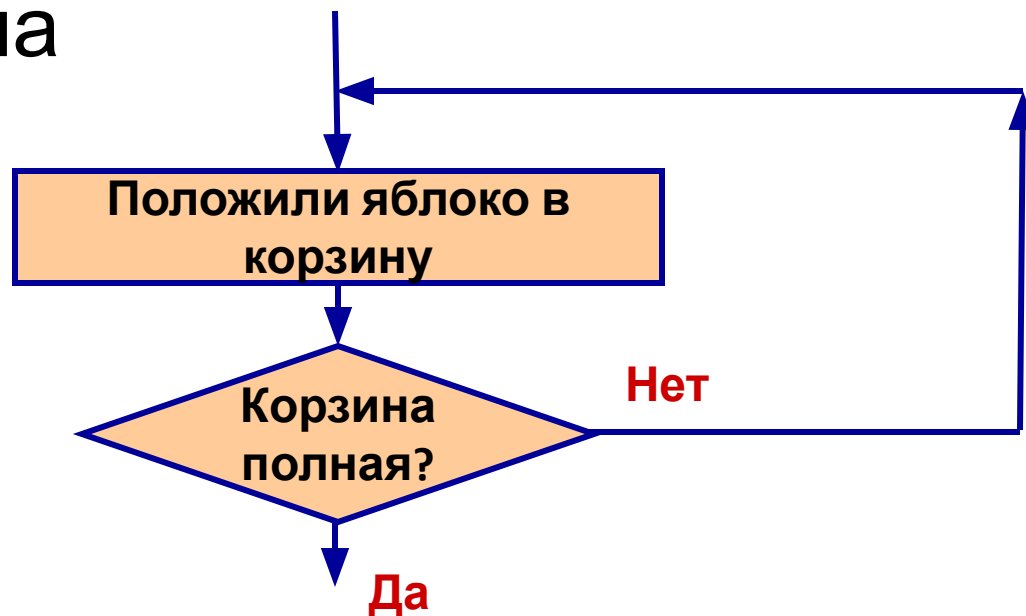 Положили яблоко в
корзину
Нет
Корзина
полная?
Да